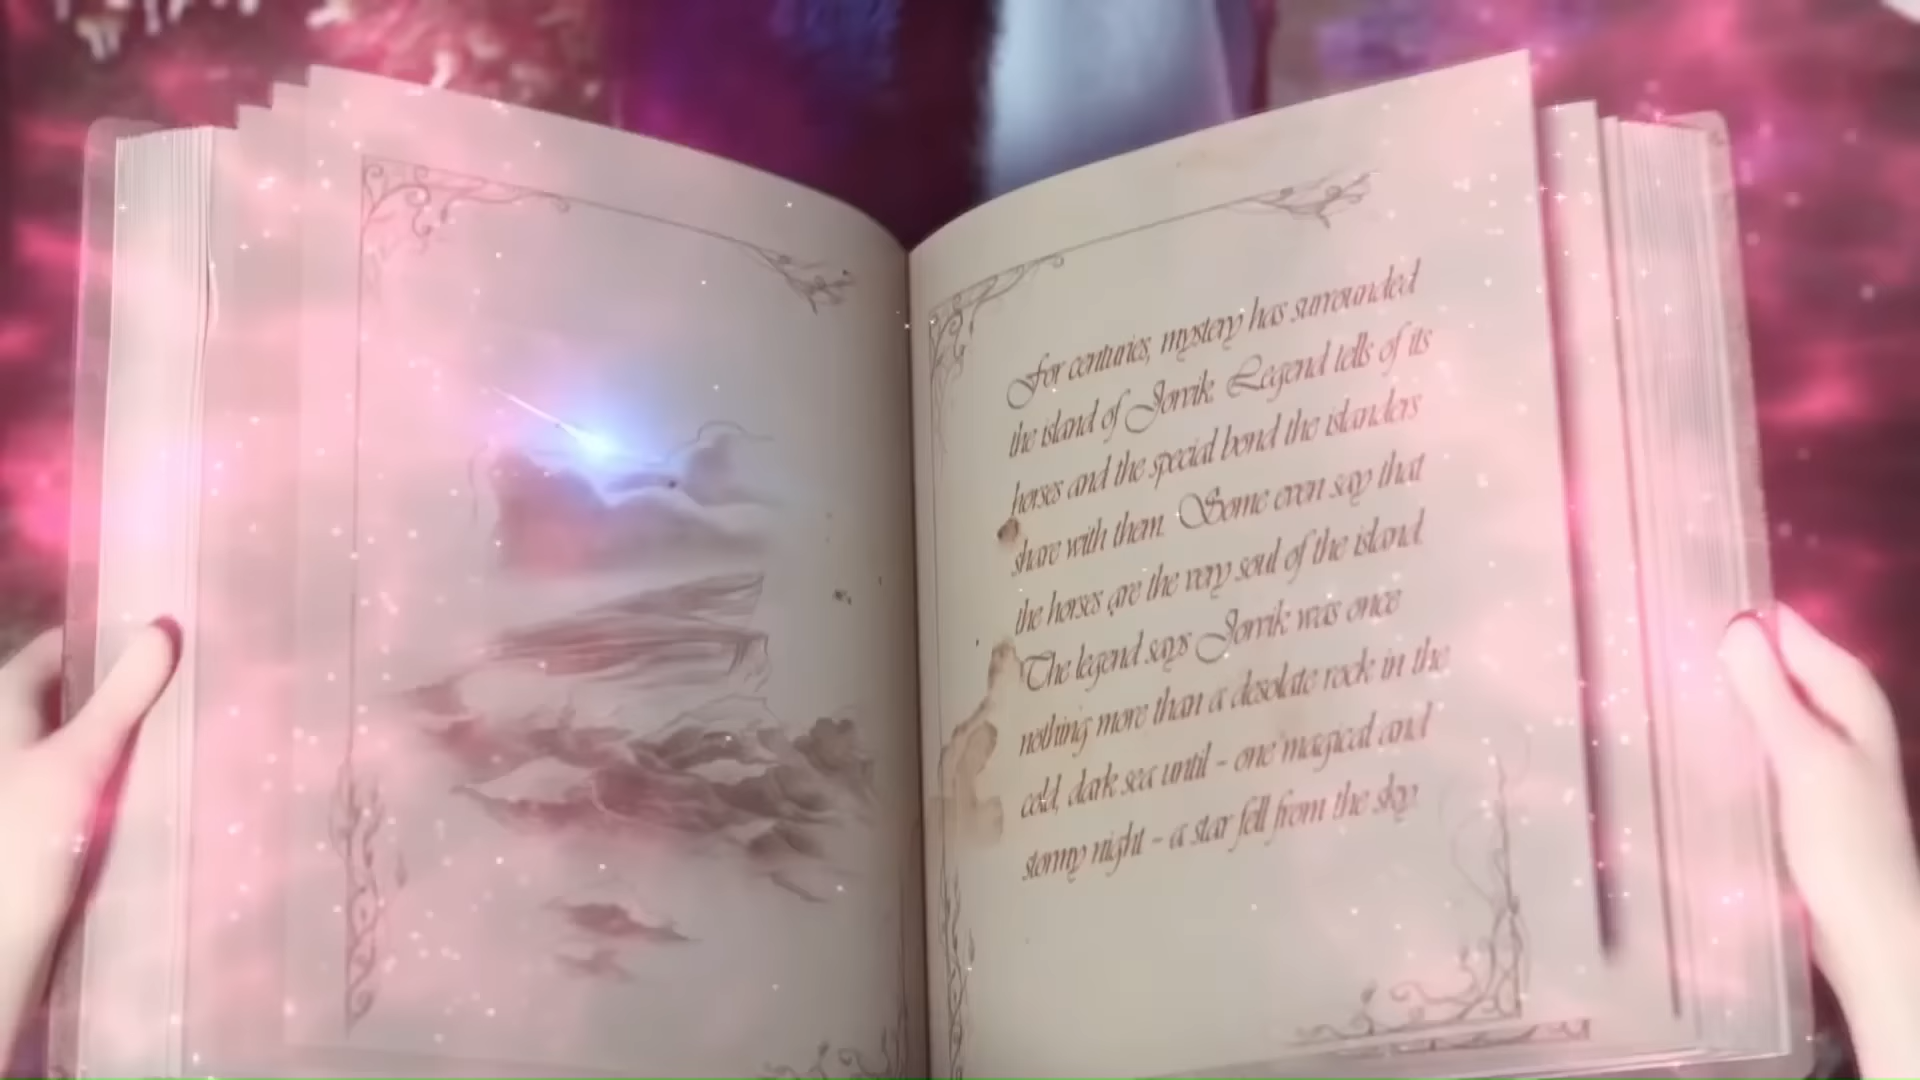 For centuries, mystery has surrounded
the island of Jorvik. Legend tells of its
horses and the special bond the islanders
share with them. Some even say that
the horses are the very soul of the island.
The legend says Jorvik was once
nothing more than a desolate rock in the
cold, dark sea until - one magical and
stormy night - a star fell from the sky.